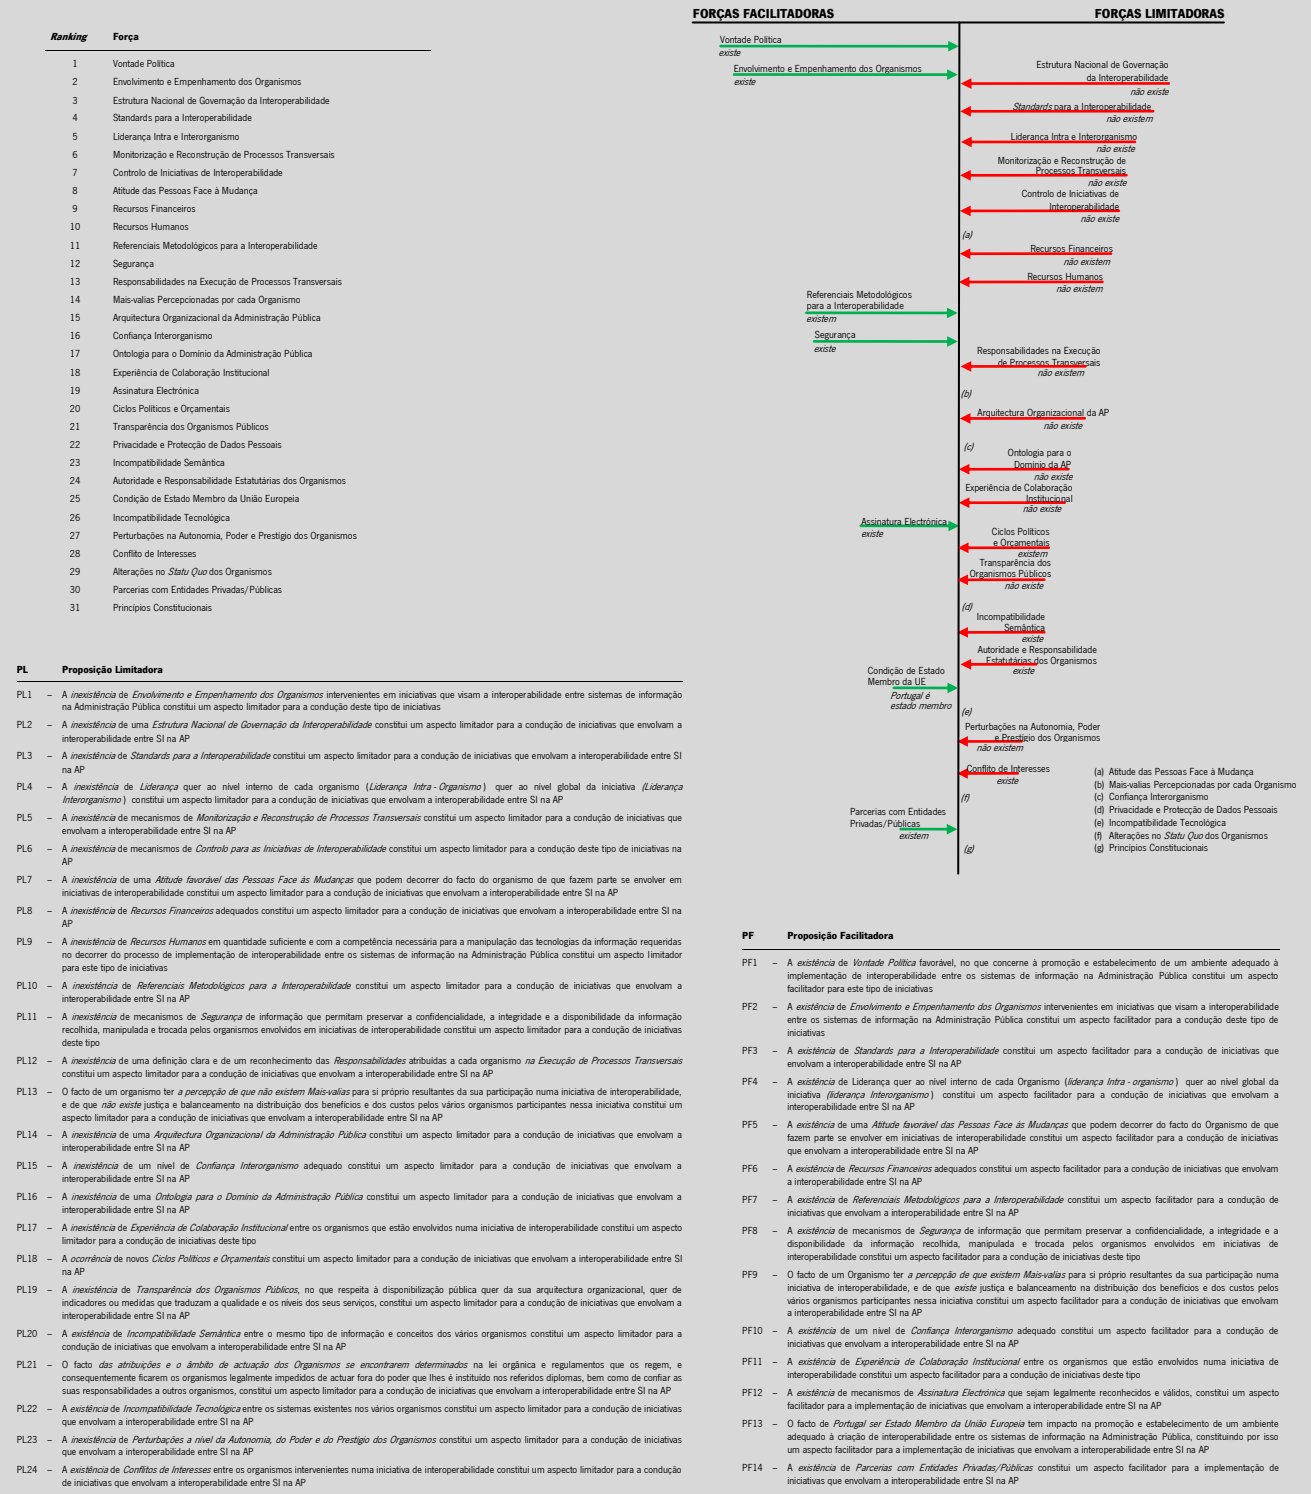 Ranking Força
1 Vontade Política
2 Envolvimento e Empenhamento dos Organismos
3 Estrutura Nacional de Governação da Interoperabilidade
4 Standards para a Interoperabilidade
5 Liderança Intra e Interorganismo
6 Monitorização e Reconstrução de Processos Transversais
7 Controlo de Iniciativas de Interoperabilidade
8 Atitude das Pessoas Face à Mudança
9 Recursos Financeiros
10 Recursos Humanos
11 Referenciais Metodológicos para a Interoperabilidade
12 Segurança
13 Responsabilidades na Execução de Processos Transversais
14 Mais-valias Percepcionadas por cada Organismo
15 Arquitectura Organizacional da Administração Pública
16 Confiança Interorganismo
17 Ontologia para o Domínio da Administração Pública
18 Experiência de Colaboração Institucional
19 Assinatura Electrónica
20 Ciclos Políticos e Orçamentais
21 Transparência dos Organismos Públicos
22 Privacidade e Protecção de Dados Pessoais
23 Incompatibilidade Semântica
24 Autoridade e Responsabilidade Estatutárias dos Organismos
25 Condição de Estado Membro da União Europeia
26 Incompatibilidade Tecnológica
27 Perturbações na Autonomia, Poder e Prestígio dos Organismos
28 Conflito de Interesses
29 Alterações no Statu Quo dos Organismos
30 Parcerias com Entidades Privadas/Públicas
31 Princípios Constitucionais
FORÇAS FACILITADORAS FORÇAS LIMITADORAS
Vontade Política
existe
Envolvimento e Empenhamento dos Organismos
existe
Estrutura Nacional de Governação
da Interoperabilidade
não existe
Standards para a Interoperabilidade
não existem
Liderança Intra e Interorganismo
não existe
Monitorização e Reconstrução de
Processos Transversais
não existe
Controlo de Iniciativas de
Interoperabilidade
não existe
(a)
Recursos Financeiros
não existem
Recursos Humanos
não existem
Referenciais Metodológicos
para a Interoperabilidade
existem
Segurança
existe
Responsabilidades na Execução
de Processos Transversais
não existem
(b)
Arquitectura Organizacional da AP
não existe
(c)
Ontologia para o
Domínio da AP
não existe
Experiência de Colaboração
Institucional
não existe
Assinatura Electrónica
existe
Ciclos Políticos
e Orçamentais
existem
Transparência dos
Organismos Públicos
não existe
(d)
Incompatibilidade
Semântica
existe
Autoridade e Responsabilidade
Estatutárias dos Organismos
existe
Condição de Estado
Membro da UE
Portugal é
estado membro
(e)
Perturbações na Autonomia, Poder
e Prestígio dos Organismos
não existem
Conflito de Interesses
existe
(f)
Parcerias com Entidades
Privadas/Públicas
existem
(g)
(a) Atitude das Pessoas Face à Mudança
(b) Mais-valias Percepcionadas por cada Organismo
(c) Confiança Interorganismo
(d) Privacidade e Protecção de Dados Pessoais
(e) Incompatibilidade Tecnológica
(f) Alterações no Statu Quo dos Organismos
(g) Princípios Constitucionais
PL Proposição Limitadora
PL1 – A inexistência de Envolvimento e Empenhamento dos Organismos intervenientes em iniciativas que visam a interoperabilidade entre sistemas de informação
na Administração Pública constitui um aspecto limitador para a condução deste tipo de iniciativas
PL2 – A inexistência de uma Estrutura Nacional de Governação da Interoperabilidade constitui um aspecto limitador para a condução de iniciativas que envolvam a
interoperabilidade entre SI na AP
PL3 – A inexistência de Standards para a Interoperabilidade constitui um aspecto limitador para a condução de iniciativas que envolvam a interoperabilidade entre SI
na AP
PL4 – A inexistência de Liderança quer ao nível interno de cada organismo (Liderança Intra - Organismo ) quer ao nível global da iniciativa (Liderança
Interorganismo ) constitui um aspecto limitador para a condução de iniciativas que envolvam a interoperabilidade entre SI na AP
PL5 – A inexistência de mecanismos de Monitorização e Reconstrução de Processos Transversais constitui um aspecto limitador para a condução de iniciativas que
envolvam a interoperabilidade entre SI na AP
PL6 – A inexistência de mecanismos de Controlo para as Iniciativas de Interoperabilidade constitui um aspecto limitador para a condução deste tipo de iniciativas na
AP
PL7 – A inexistência de uma Atitude favorável das Pessoas Face às Mudanças que podem decorrer do facto do organismo de que fazem parte se envolver em
iniciativas de interoperabilidade constitui um aspecto limitador para a condução de iniciativas que envolvam a interoperabilidade entre SI na AP
PL8 – A inexistência de Recursos Financeiros adequados constitui um aspecto limitador para a condução de iniciativas que envolvam a interoperabilidade entre SI na
AP
PL9 – A inexistência de Recursos Humanos em quantidade suficiente e com a competência necessária para a manipulação das tecnologias da informação requeridas
no decorrer do processo de implementação de interoperabilidade entre os sistemas de informação na Administração Pública constitui um aspecto limitador
para este tipo de iniciativas
PL10 – A inexistência de Referenciais Metodológicos para a Interoperabilidade constitui um aspecto limitador para a condução de iniciativas que envolvam a
interoperabilidade entre SI na AP
PL11 – A inexistência de mecanismos de Segurança de informação que permitam preservar a confidencialidade, a integridade e a disponibilidade da informação
recolhida, manipulada e trocada pelos organismos envolvidos em iniciativas de interoperabilidade constitui um aspecto limitador para a condução de iniciativas
deste tipo
PL12 – A inexistência de uma definição clara e de um reconhecimento das Responsabilidades atribuídas a cada organismo na Execução de Processos Transversais
constitui um aspecto limitador para a condução de iniciativas que envolvam a interoperabilidade entre SI na AP
PL13 – O facto de um organismo ter a percepção de que não existem Mais-valias para si próprio resultantes da sua participação numa iniciativa de interoperabilidade,
e de que não existe justiça e balanceamento na distribuição dos benefícios e dos custos pelos vários organismos participantes nessa iniciativa constitui um
aspecto limitador para a condução de iniciativas que envolvam a interoperabilidade entre SI na AP
PL14 – A inexistência de uma Arquitectura Organizacional da Administração Pública constitui um aspecto limitador para a condução de iniciativas que envolvam a
interoperabilidade entre SI na AP
PL15 – A inexistência de um nível de Confiança Interorganismo adequado constitui um aspecto limitador para a condução de iniciativas que envolvam a
interoperabilidade entre SI na AP
PL16 – A inexistência de uma Ontologia para o Domínio da Administração Pública constitui um aspecto limitador para a condução de iniciativas que envolvam a
interoperabilidade entre SI na AP
PL17 – A inexistência de Experiência de Colaboração Institucional entre os organismos que estão envolvidos numa iniciativa de interoperabilidade constitui um aspecto
limitador para a condução de iniciativas deste tipo
PL18 – A ocorrência de novos Ciclos Políticos e Orçamentais constitui um aspecto limitador para a condução de iniciativas que envolvam a interoperabilidade entre SI
na AP
PL19 – A inexistência de Transparência dos Organismos Públicos, no que respeita à disponibilização pública quer da sua arquitectura organizacional, quer de
indicadores ou medidas que traduzam a qualidade e os níveis dos seus serviços, constitui um aspecto limitador para a condução de iniciativas que envolvam a
interoperabilidade entre SI na AP
PL20 – A existência de Incompatibilidade Semântica entre o mesmo tipo de informação e conceitos dos vários organismos constitui um aspecto limitador para a
condução de iniciativas que envolvam a interoperabilidade entre SI na AP
PL21 – O facto das atribuições e o âmbito de actuação dos Organismos se encontrarem determinados na lei orgânica e regulamentos que os regem, e
consequentemente ficarem os organismos legalmente impedidos de actuar fora do poder que lhes é instituído nos referidos diplomas, bem como de confiar as
suas responsabilidades a outros organismos, constitui um aspecto limitador para a condução de iniciativas que envolvam a interoperabilidade entre SI na AP
PL22 – A existência de Incompatibilidade Tecnológica entre os sistemas existentes nos vários organismos constitui um aspecto limitador para a condução de iniciativas
que envolvam a interoperabilidade entre SI na AP
PL23 – A inexistência de Perturbações a nível da Autonomia, do Poder e do Prestígio dos Organismos constitui um aspecto limitador para a condução de iniciativas
que envolvam a interoperabilidade entre SI na AP
PL24 – A existência de Conflitos de Interesses entre os organismos intervenientes numa iniciativa de interoperabilidade constitui um aspecto limitador para a condução
de iniciativas que envolvam a interoperabilidade entre SI na AP
PF Proposição Facilitadora
PF1 – A existência de Vontade Política favorável, no que concerne à promoção e estabelecimento de um ambiente adequado à
implementação de interoperabilidade entre os sistemas de informação na Administração Pública constitui um aspecto
facilitador para este tipo de iniciativas
PF2 – A existência de Envolvimento e Empenhamento dos Organismos intervenientes em iniciativas que visam a interoperabilidade
entre os sistemas de informação na Administração Pública constitui um aspecto facilitador para a condução deste tipo de
iniciativas
PF3 – A existência de Standards para a Interoperabilidade constitui um aspecto facilitador para a condução de iniciativas que
envolvam a interoperabilidade entre SI na AP
PF4 – A existência de Liderança quer ao nível interno de cada Organismo (liderança Intra - organismo ) quer ao nível global da
iniciativa (liderança Interorganismo ) constitui um aspecto facilitador para a condução de iniciativas que envolvam a
interoperabilidade entre SI na AP
PF5 – A existência de uma Atitude favorável das Pessoas Face às Mudanças que podem decorrer do facto do Organismo de que
fazem parte se envolver em iniciativas de interoperabilidade constitui um aspecto facilitador para a condução de iniciativas
que envolvam a interoperabilidade entre SI na AP
PF6 – A existência de Recursos Financeiros adequados constitui um aspecto facilitador para a condução de iniciativas que envolvam
a interoperabilidade entre SI na AP
PF7 – A existência de Referenciais Metodológicos para a Interoperabilidade constitui um aspecto facilitador para a condução de
iniciativas que envolvam a interoperabilidade entre SI na AP
PF8 – A existência de mecanismos de Segurança de informação que permitam preservar a confidencialidade, a integridade e a
disponibilidade da informação recolhida, manipulada e trocada pelos organismos envolvidos em iniciativas de
interoperabilidade constitui um aspecto facilitador para a condução de iniciativas deste tipo
PF9 – O facto de um Organismo ter a percepção de que existem Mais-valias para si próprio resultantes da sua participação numa
iniciativa de interoperabilidade, e de que existe justiça e balanceamento na distribuição dos benefícios e dos custos pelos
vários organismos participantes nessa iniciativa constitui um aspecto facilitador para a condução de iniciativas que envolvam
a interoperabilidade entre SI na AP
PF10 – A existência de um nível de Confiança Interorganismo adequado constitui um aspecto facilitador para a condução de
iniciativas que envolvam a interoperabilidade entre SI na AP
PF11 – A existência de Experiência de Colaboração Institucional entre os organismos que estão envolvidos numa iniciativa de
interoperabilidade constitui um aspecto facilitador para a condução de iniciativas deste tipo
PF12 – A existência de mecanismos de Assinatura Electrónica que sejam legalmente reconhecidos e válidos, constitui um aspecto
facilitador para a implementação de iniciativas que envolvam a interoperabilidade entre SI na AP
PF13 – O facto de Portugal ser Estado Membro da União Europeia tem impacto na promoção e estabelecimento de um ambiente
adequado à criação de interoperabilidade entre os sistemas de informação na Administração Pública, constituindo por isso
um aspecto facilitador para a implementação de iniciativas que envolvam a interoperabilidade entre SI na AP
PF14 – A existência de Parcerias com Entidades Privadas/Públicas constitui um aspecto facilitador para a implementação de
iniciativas que envolvam a interoperabilidade entre SI na AP